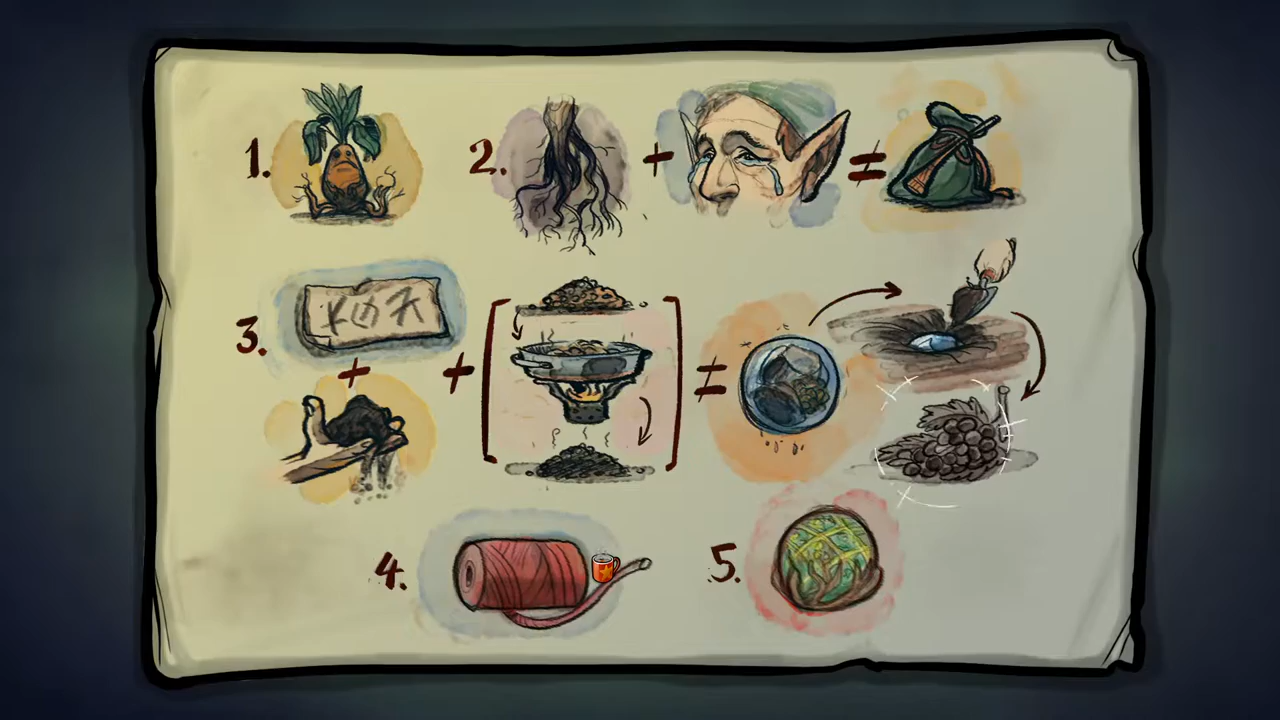 1.
2. + =
3.
+ + =
4. 5.